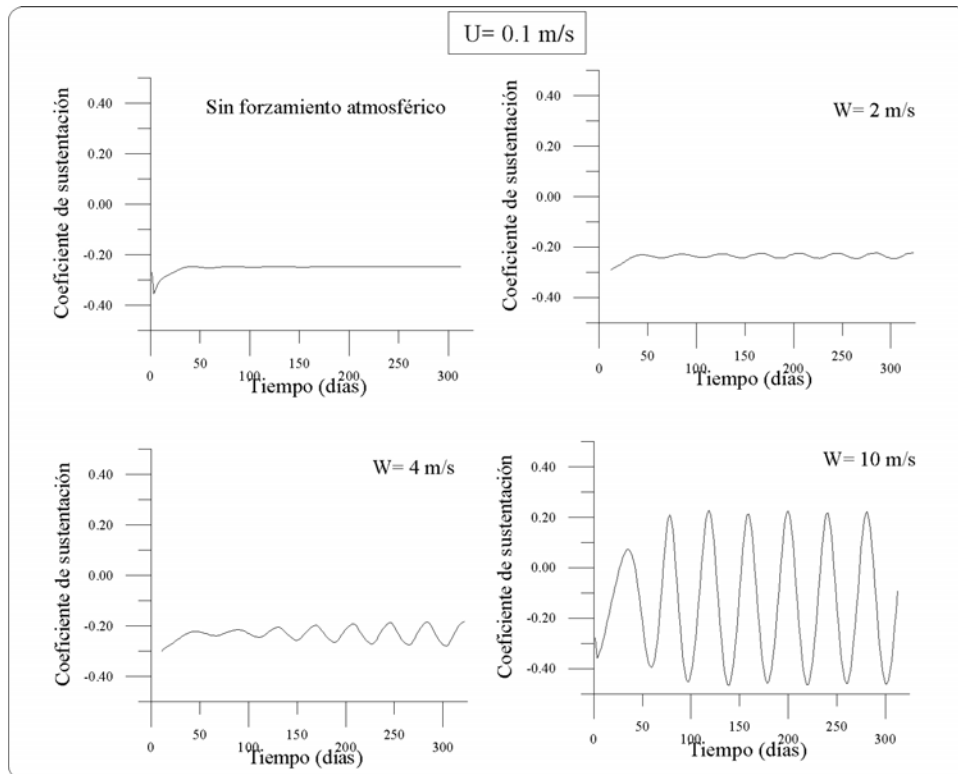 U= 0.1 m/s
Coeficiente de sustentación
0.40
0.20
0.00
-0.20
-0.40
Sin forzamiento atmosférico
0 50 100 150 200 250 300
Tiempo (días)
Coeficiente de sustentación
0.40
0.20
0.00
-0.20
-0.40
W= 2 m/s
0 50 100 150 200 250 300
Tiempo (días)
Coeficiente de sustentación
0.40
0.20
0.00
-0.20
-0.40
W= 4 m/s
0 50 100 150 200 250 300
Tiempo (días)
Coeficiente de sustentación
0.40
0.20
0.00
-0.20
-0.40
W= 10 m/s
0 50 100 150 200 250 300
Tiempo (días)